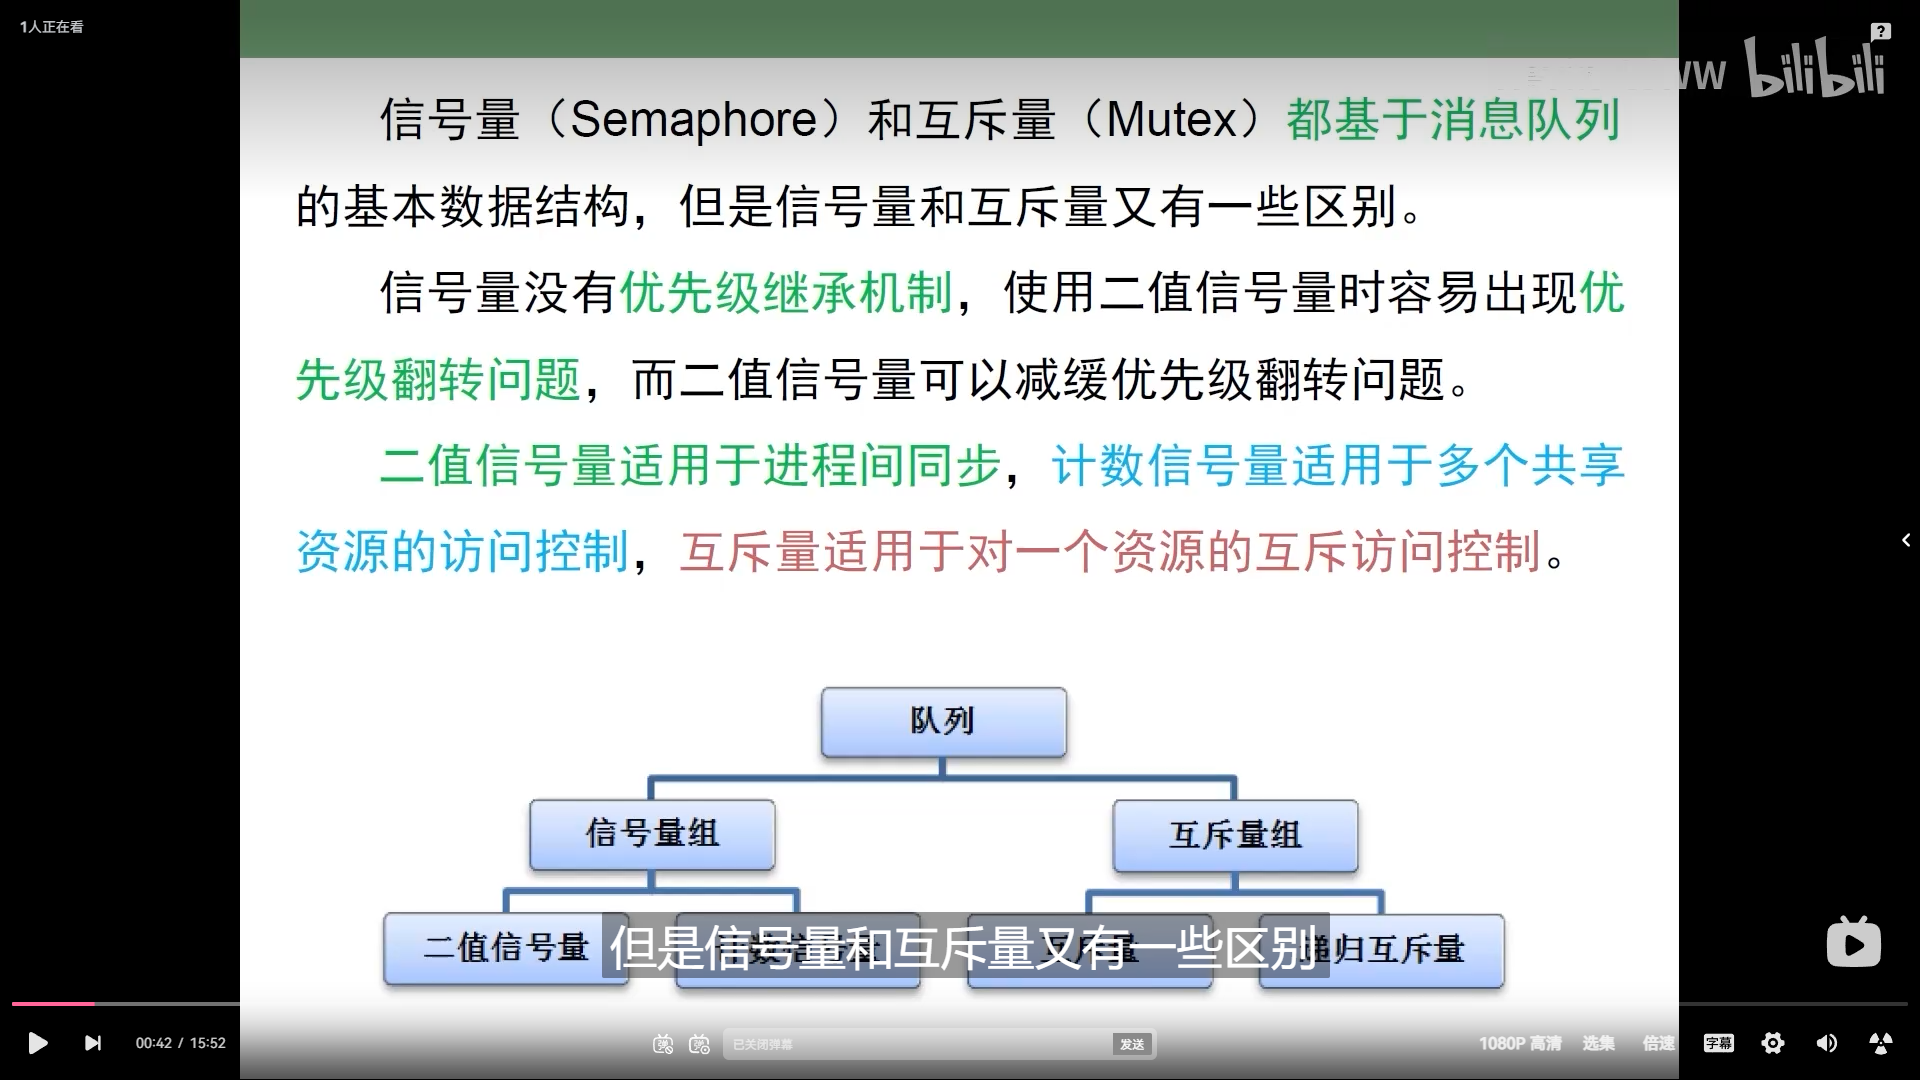 1人正在看
bilibili
信号量（Semaphore）和互斥量（Mutex）都基于消息队列
的基本数据结构，但是信号量和互斥量又有一些区别。
信号量没有优先级继承机制，使用二值信号量时容易出现优
先级翻转问题，而二值信号量可以减缓优先级翻转问题。
二值信号量适用于进程间同步，计数信号量适用于多个共享
资源的访问控制，互斥量适用于对一个资源的互斥访问控制。
队列
信号量组
互斥量组
二值信号量
递归互斥量
但是信号量和互斥量又有一些区别
00:42 / 15:52
已关闭弹幕
发送
1080P 高清
选集
倍速
字幕